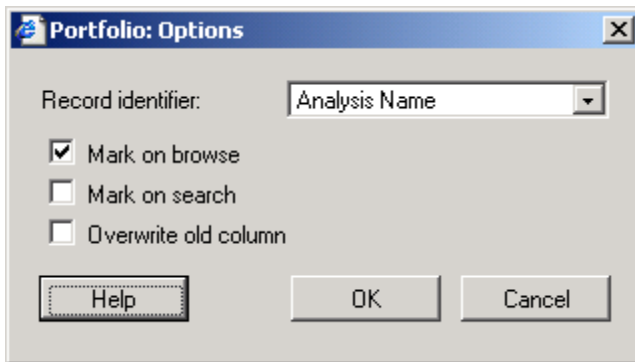 Portfolio: Options
Record identifier: Analysis Name
Mark on browse
Mark on search
Overwrite old column
Help OK Cancel